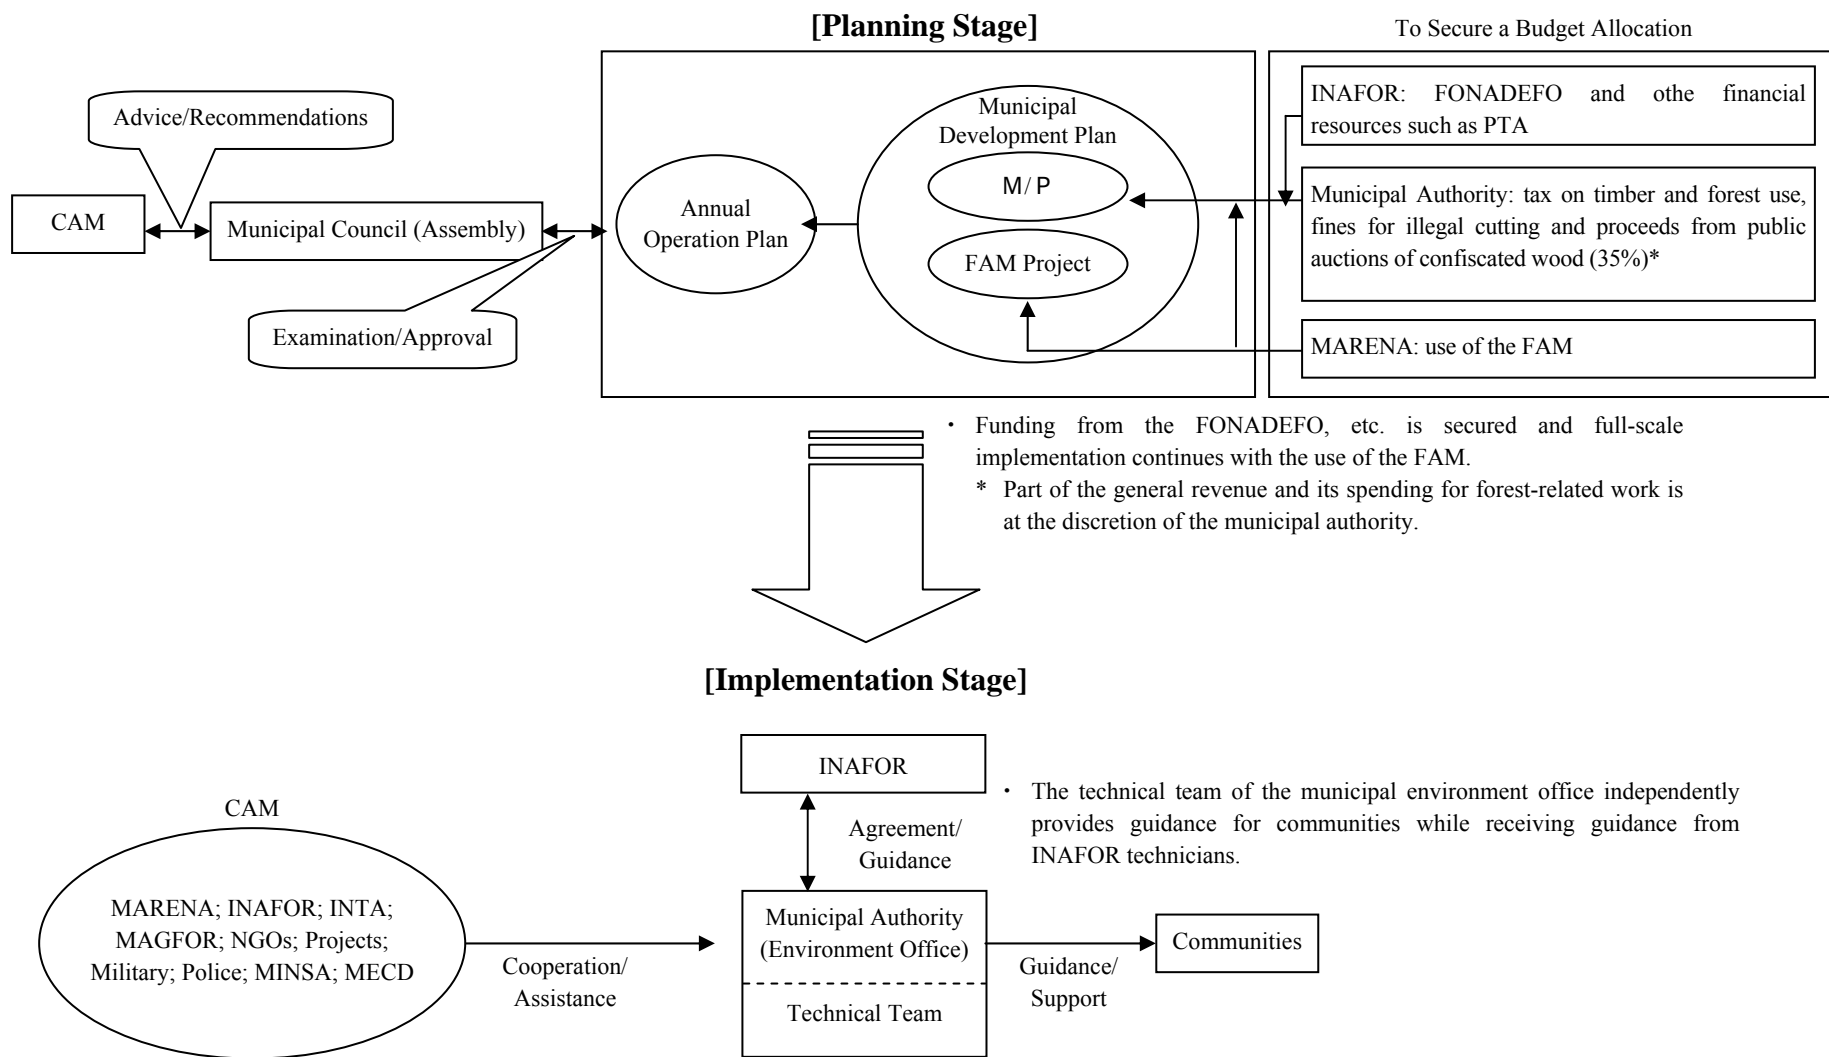 [Planning Stage]
To Secure a Budget Allocation
Advice/Recommendations
CAM
Municipal Council (Assembly)
Examination/Approval
Annual
Operation Plan
Municipal
Development Plan
M/P
FAM Project
INAFOR: FONADEFO and othe financial
resources such as PTA
Municipal Authority: tax on timber and forest use,
fines for illegal cutting and proceeds from public
auctions of confiscated wood (35%)*
MARENA: use of the FAM
・ Funding from the FONADEFO, etc. is secured and full-scale
implementation continues with the use of the FAM.
* Part of the general revenue and its spending for forest-related work is
at the discretion of the municipal authority.
[Implementation Stage]
INAFOR
Agreement/
Guidance
・ The technical team of the municipal environment office independently
provides guidance for communities while receiving guidance from
INAFOR technicians.
CAM
MARENA; INAFOR; INTA;
MAGFOR; NGOs; Projects;
Military; Police; MINSA; MECD
Cooperation/
Assistance
Municipal Authority
(Environment Office)
Technical Team
Guidance/
Support
Communities